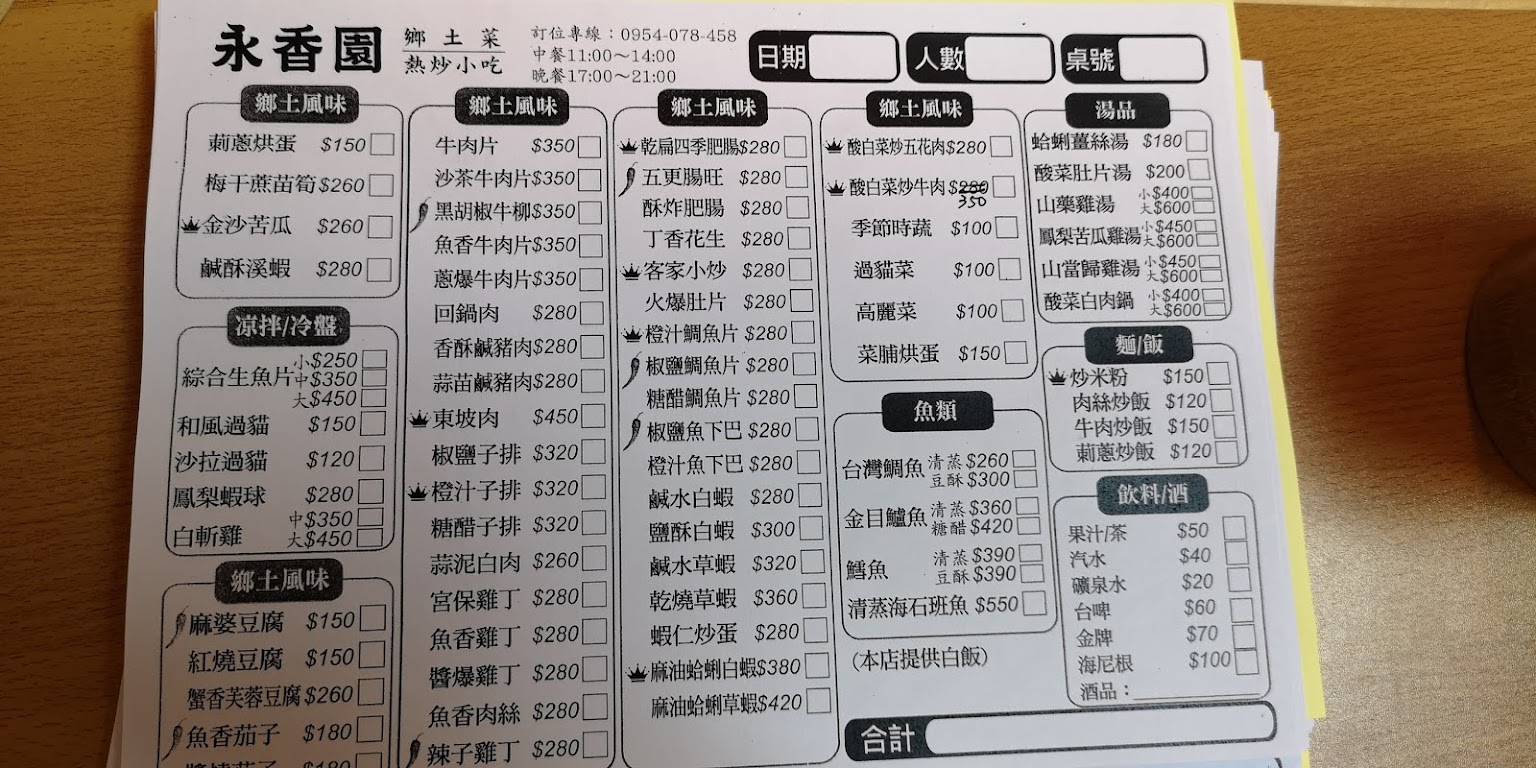 永香園
鄉土菜
熱炒小吃
訂位專線：0954-078-458
中餐11:00～14:00
晚餐17:00～21:00
日期
人數
桌號
鄉土風味
莿蔥烘蛋 $150
梅干蔴苗筍 $260
金沙苦瓜 $260
鹹酥溪蝦 $280
涼拌/冷盤
綜合生魚片 小$250
中$350
大$450
和風過貓 $150
沙拉過貓 $120
鳳梨蝦球 $280
白斬雞 中$350
大$450
鄉土風味
麻婆豆腐 $150
紅燒豆腐 $150
蟹香芙蓉豆腐 $260
魚香茄子 $180
鄉土風味
牛肉片 $350
沙茶牛肉片 $350
黑胡椒牛柳 $350
魚香牛肉片 $350
蔥爆牛肉片 $350
回鍋肉 $280
香酥鹹豬肉 $280
蒜苗鹹豬肉 $280
東坡肉 $450
椒鹽子排 $320
橙汁子排 $320
糖醋子排 $320
蒜泥白肉 $260
宮保雞丁 $280
魚香雞丁 $280
醬爆雞丁 $280
魚香肉絲 $280
辣子雞丁 $280
鄉土風味
乾扁四季肥腸 $280
五更腸旺 $280
酥炸肥腸 $280
丁香花生 $280
客家小炒 $280
火爆肚片 $280
橙汁鯛魚片 $280
椒鹽鯛魚片 $280
糖醋鯛魚片 $280
椒鹽魚下巴 $280
橙汁魚下巴 $280
鹹水白蝦 $280
鹽酥白蝦 $300
鹹水草蝦 $320
乾燒草蝦 $360
蝦仁炒蛋 $280
麻油蛤蜊白蝦 $380
麻油蛤蜊草蝦 $420
鄉土風味
酸白菜炒五花肉 $280
酸白菜炒牛肉 $280
350
季節時蔬 $100
過貓菜 $100
高麗菜 $100
菜脯烘蛋 $150
魚類
台灣鯛魚 清蒸 $260
豆酥 $300
金目鱸魚 清蒸 $360
糖醋 $420
鱈魚 清蒸 $390
豆酥 $390
清蒸海石班魚 $550
（本店提供白飯）
湯品
蛤蜊薑絲湯 $180
酸菜肚片湯 $200
山藥雞湯 小$400
大$600
鳳梨苦瓜雞湯 小$450
大$600
山當歸雞湯 小$450
大$600
酸菜白肉鍋 小$400
大$600
麵/飯
炒米粉 $150
肉絲炒飯 $120
牛肉炒飯 $150
莿蔥炒飯 $120
飲料/酒
果汁/茶 $50
汽水 $40
礦泉水 $20
台啤 $60
金牌 $70
海尼根 $100
酒品：
合計